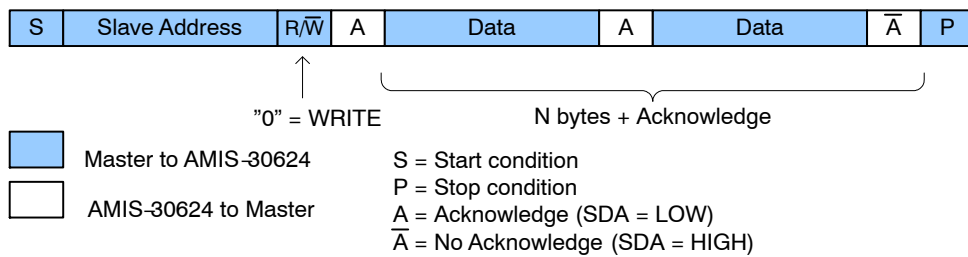 S Slave Address R/W̅ A Data A Data A̅ P
”0” = WRITE
N bytes + Acknowledge
Master to AMIS−30624
AMIS−30624 to Master
S = Start condition
P = Stop condition
A = Acknowledge (SDA = LOW)
A̅ = No Acknowledge (SDA = HIGH)